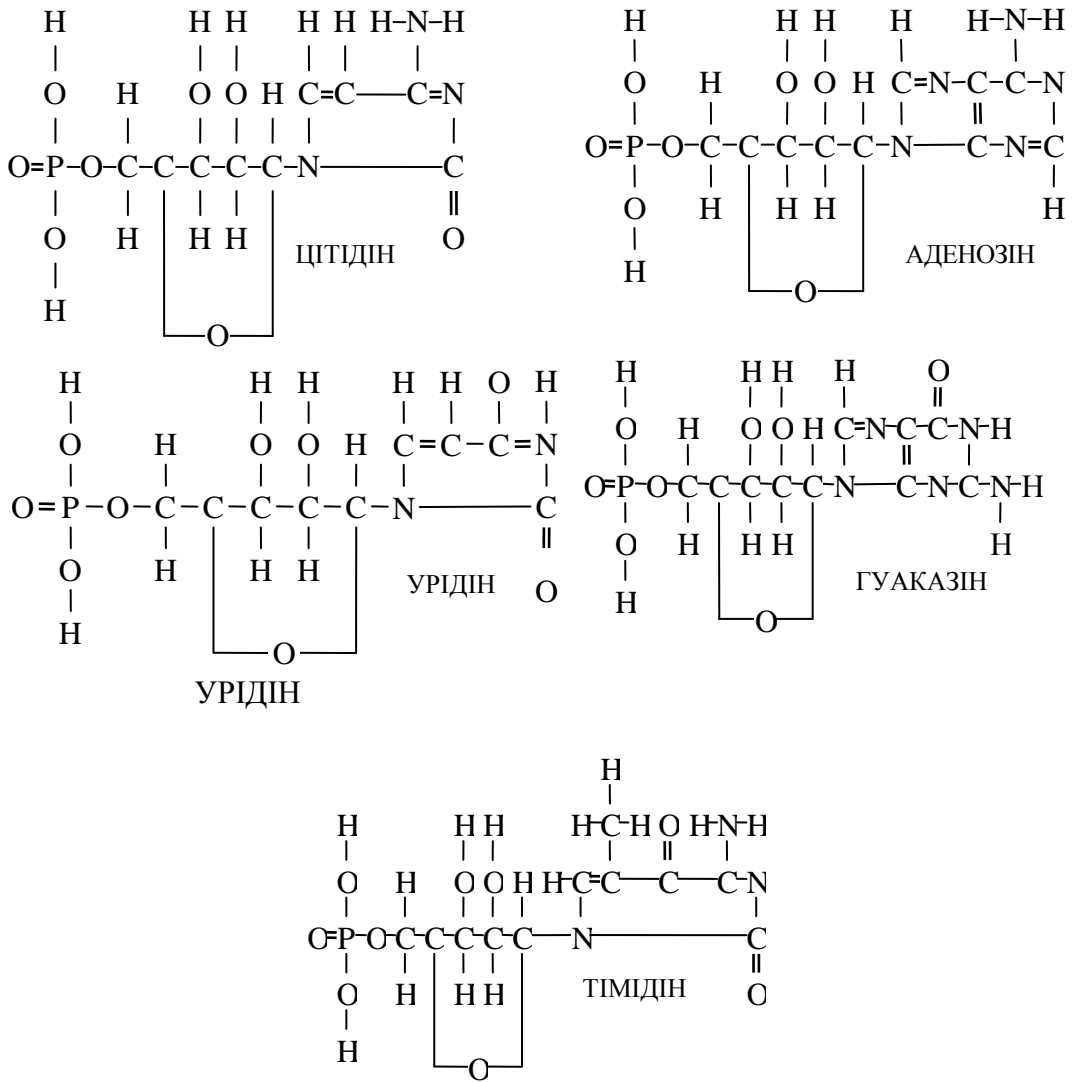 H H H H H H–N–H
O H O O H C=C–C=N
O=P–O–C–C–C–C–C–N–C
O H H H O
H
O
ЦІТІДІН
H H H H H–N–H
O H O O H C=N–C–C–N
O=P–O–C–C–C–C–C–N–C–N=C
O H H H H
H
O
АДЕНОЗІН
H H H H H O H
O H O O H C=C–C=N
O=P–O–C–C–C–C–C–N–C
O H H H O
H
O
УРІДІН
УРІДІН
H H H H O
O H O O H C=N–C–C–N–H
O=P–O–C–C–C–C–C–N–C–N–C–N–H
O H H H H
H
O
ГУАКАЗІН
H
H H H H–C–H O H–N–H
O H O O H H–C=C–C–C–N
O=P–O–C–C–C–C–C–N–C
O H H H O
H
O
ТІМІДІН